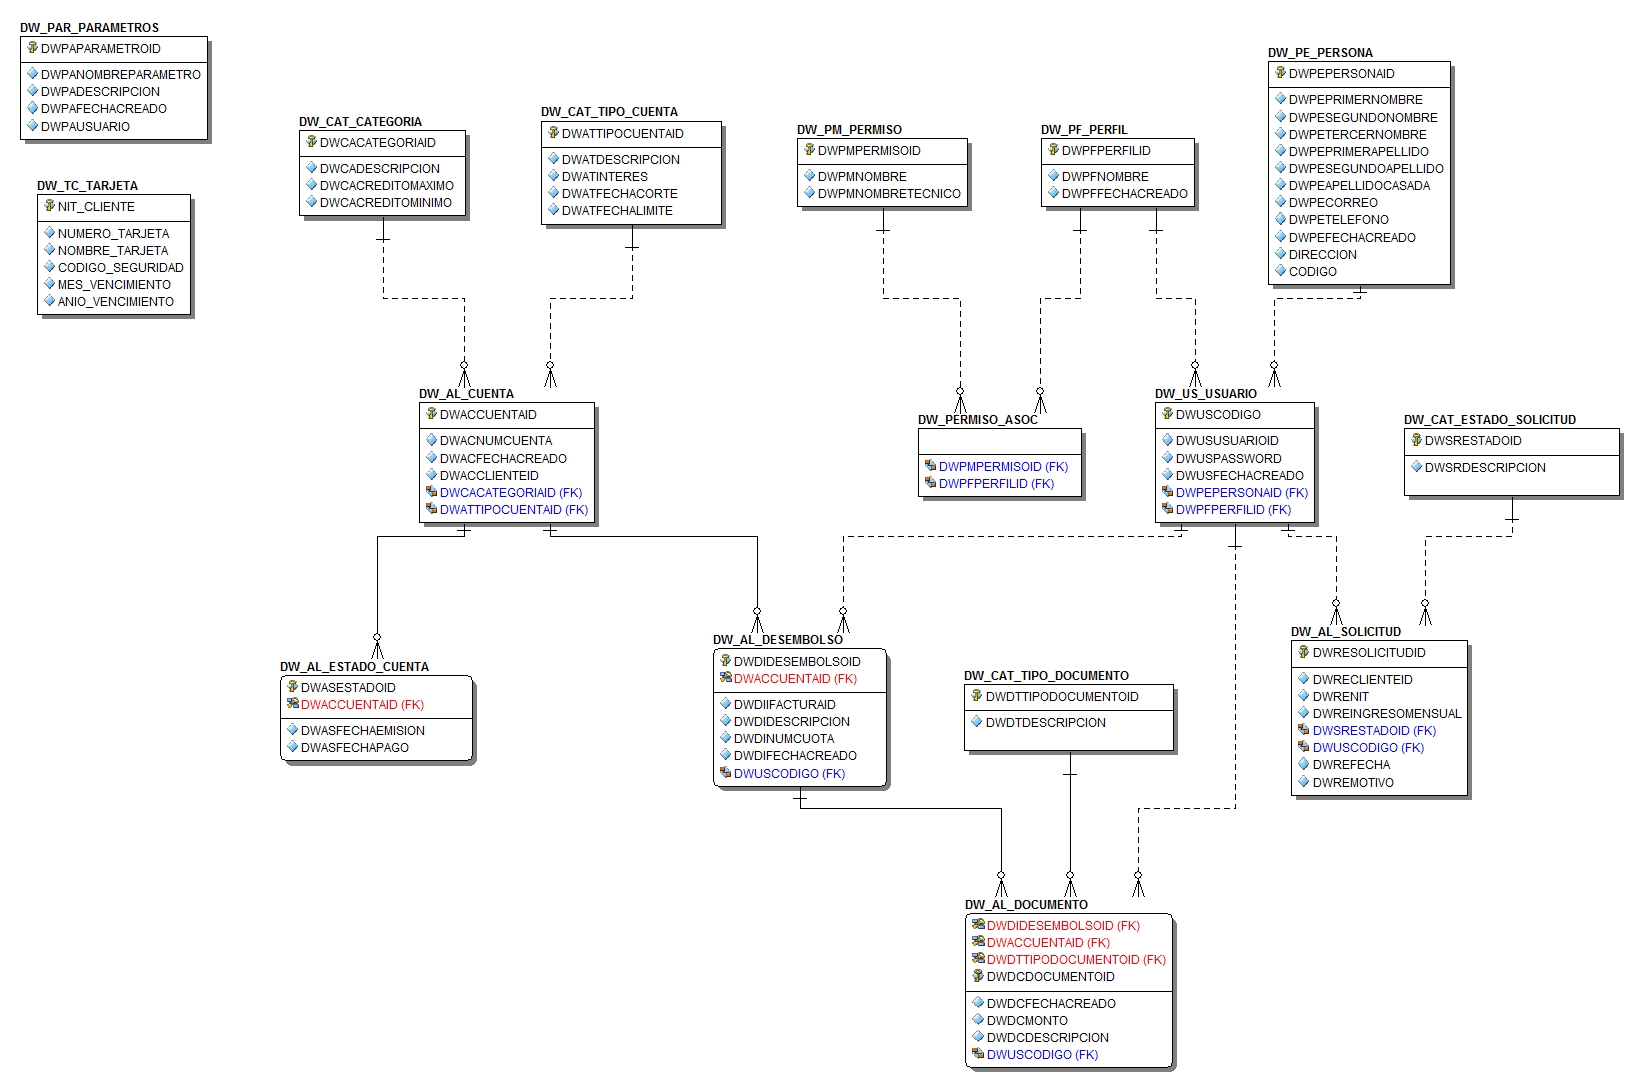 DW_PAR_PARAMETROS
DWPAPARAMETROID
DWPANOMBREPARAMETRO
DWPADESCRIPCION
DWPAFECHACREADO
DWPAUSUARIO
DW_TC_TARJETA
NIT_CLIENTE
NUMERO_TARJETA
NOMBRE_TARJETA
CODIGO_SEGURIDAD
MES_VENCIMIENTO
ANIO_VENCIMIENTO
DW_CAT_CATEGORIA
DWCACATEGORIAID
DWCADESCRIPCION
DWCACREDITOMAXIMO
DWCACREDITOMINIMO
DW_CAT_TIPO_CUENTA
DWATTIPOCUENTAID
DWATDESCRIPCION
DWATINTERES
DWATFECHACORTE
DWATFECHALIMITE
DW_PM_PERMISO
DWPMPERMISOID
DWPMNOMBRE
DWPMNOMBRETECNICO
DW_PF_PERFIL
DWPFPERFILID
DWPFNOMBRE
DWPFFECHACREADO
DW_PE_PERSONA
DWPEPERSONAID
DWPEPRIMERNOMBRE
DWPESEGUNDONOMBRE
DWPETERCERNOMBRE
DWPEPRIMERAPELLIDO
DWPESEGUNDOAPELLIDO
DWPEAPELLIDOCASADA
DWPECORREO
DWPETELEFONO
DWPEFECHACREADO
DIRECCION
CODIGO
DW_AL_CUENTA
DWACCUENTAID
DWACNUMCUENTA
DWACFECHACREADO
DWACCLIENTEID
DWCACATEGORIAID (FK)
DWATTIPOCUENTAID (FK)
DW_PERMISO_ASOC
DWPMPERMISOID (FK)
DWPFPERFILID (FK)
DW_US_USUARIO
DWUSCODIGO
DWUSUSUARIOID
DWUSPASSWORD
DWUSFECHACREADO
DWPEPERSONAID (FK)
DWPFPERFILID (FK)
DW_CAT_ESTADO_SOLICITUD
DWSRESTADOID
DWSRDESCRIPCION
DW_AL_ESTADO_CUENTA
DWASESTADOID
DWACCUENTAID (FK)
DWASFECHAEMISION
DWASFECHAPAGO
DW_AL_DESEMBOLSO
DWDIDESEMBOLSOID
DWACCUENTAID (FK)
DWDIIFACTURAID
DWDIDESCRIPCION
DWDINUMCUOTA
DWDIFECHACREADO
DWUSCODIGO (FK)
DW_CAT_TIPO_DOCUMENTO
DWDTTIPODOCUMENTOID
DWDTDESCRIPCION
DW_AL_SOLICITUD
DWRESOLICITUDID
DWRECLIENTEID
DWRENIT
DWREINGRESOMENSUAL
DWSRESTADOID (FK)
DWUSCODIGO (FK)
DWREFECHA
DWREMOTIVO
DW_AL_DOCUMENTO
DWDIDESEMBOLSOID (FK)
DWACCUENTAID (FK)
DWDTTIPODOCUMENTOID (FK)
DWDCDOCUMENTOID
DWDCFECHACREADO
DWDCMONTO
DWDCDESCRIPCION
DWUSCODIGO (FK)